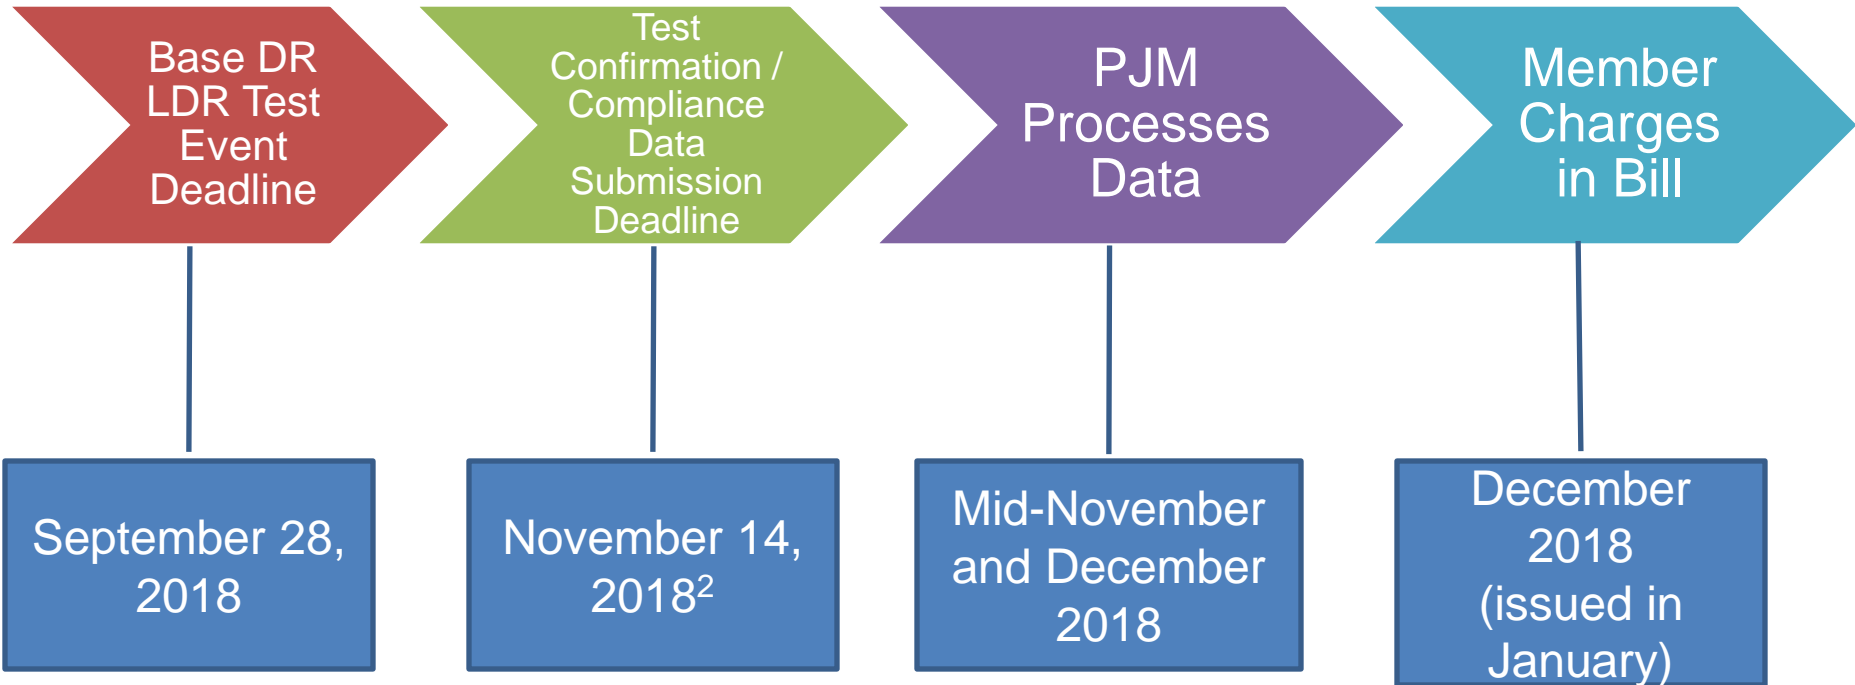 Base DR
LDR Test
Event
Deadline
Test
Confirmation /
Compliance
Data
Submission
Deadline
PJM
Processes
Data
Member
Charges
in Bill
September 28,
2018
November 14,
2018²
Mid-November
and December
2018
December
2018
(issued in
January)